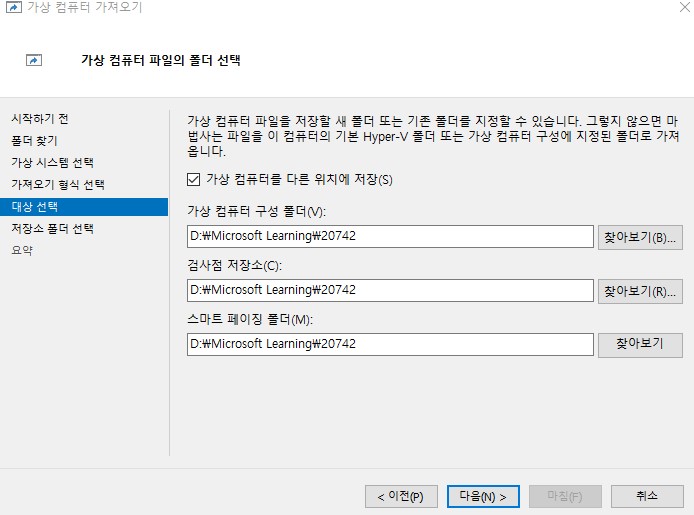 가상 컴퓨터 가져오기
가상 컴퓨터 파일의 폴더 선택
시작하기 전
폴더 찾기
가상 시스템 선택
가져오기 형식 선택
대상 선택
저장소 폴더 선택
요약
가상 컴퓨터 파일을 저장할 새 폴더 또는 기존 폴더를 지정할 수 있습니다. 그렇지 않으면 마
법사는 파일을 이 컴퓨터의 기본 Hyper-V 폴더 또는 가상 컴퓨터 구성에 지정된 폴더로 가져
옵니다.
가상 컴퓨터를 다른 위치에 저장(S)
가상 컴퓨터 구성 폴더(V):
D:₩Microsoft Learning₩20742
찾아보기(B)...
검사점 저장소(C):
D:₩Microsoft Learning₩20742
찾아보기(R)...
스마트 페이징 폴더(M):
D:₩Microsoft Learning₩20742
찾아보기
< 이전(P)
다음(N) >
마침(F)
취소